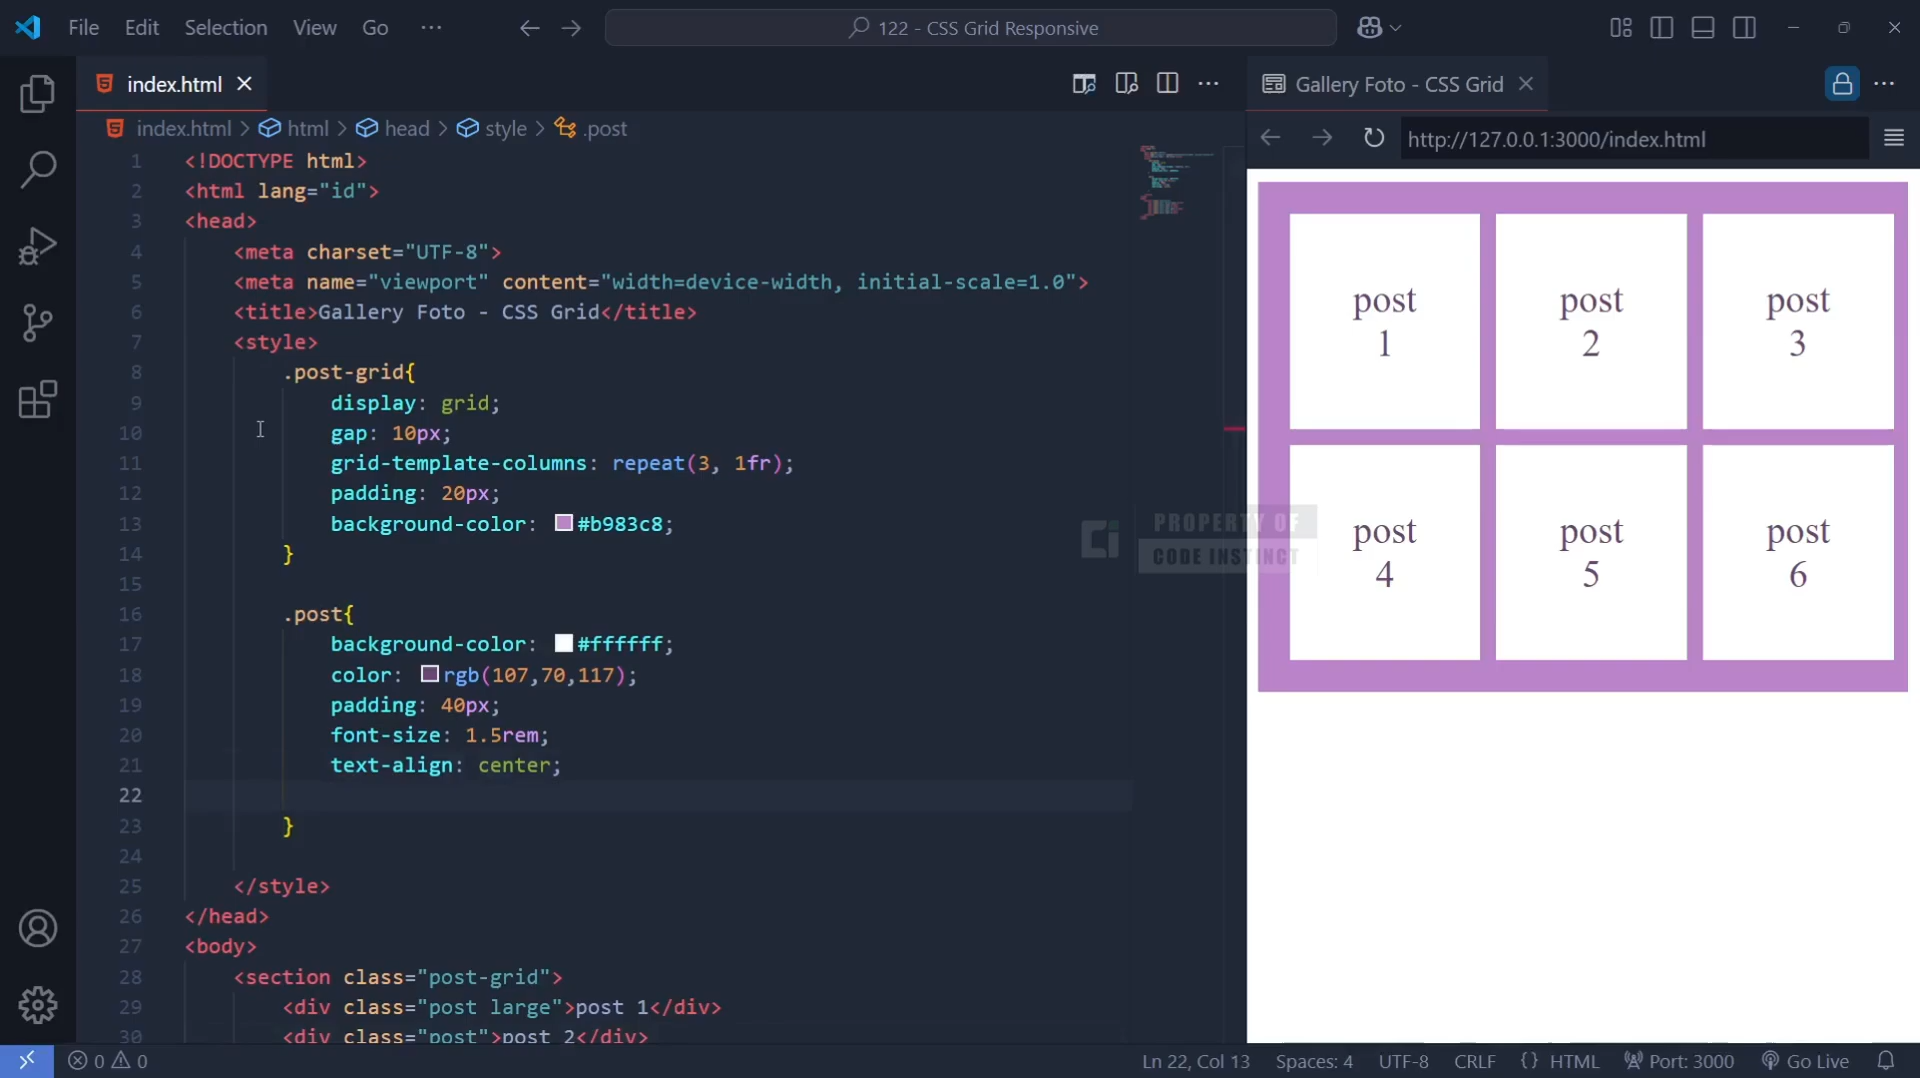 File Edit Selection View Go ··· 122 - CSS Grid Responsive
index.html
Gallery Foto - CSS Grid
index.html > html > head > style > .post
http://127.0.0.1:3000/index.html
1 <!DOCTYPE html>
2 <html lang="id">
3 <head>
4 <meta charset="UTF-8">
5 <meta name="viewport" content="width=device-width, initial-scale=1.0">
6 <title>Gallery Foto - CSS Grid</title>
7 <style>
8 .post-grid{
9 display: grid;
10 gap: 10px;
11 grid-template-columns: repeat(3, 1fr);
12 padding: 20px;
13 background-color: #b983c8;
14 }
15
16 .post{
17 background-color: #ffffff;
18 color: rgb(107,70,117);
19 padding: 40px;
20 font-size: 1.5rem;
21 text-align: center;
22
23 }
24
25 </style>
26 </head>
27 <body>
28 <section class="post-grid">
29 <div class="post large">post 1</div>
30 <div class="post">post 2</div>
post
1
post
2
post
3
post
4
post
5
post
6
PROPERTY OF
CODE INSTINCT
0 0 Ln 22, Col 13 Spaces: 4 UTF-8 CRLF {} HTML Port: 3000 Go Live